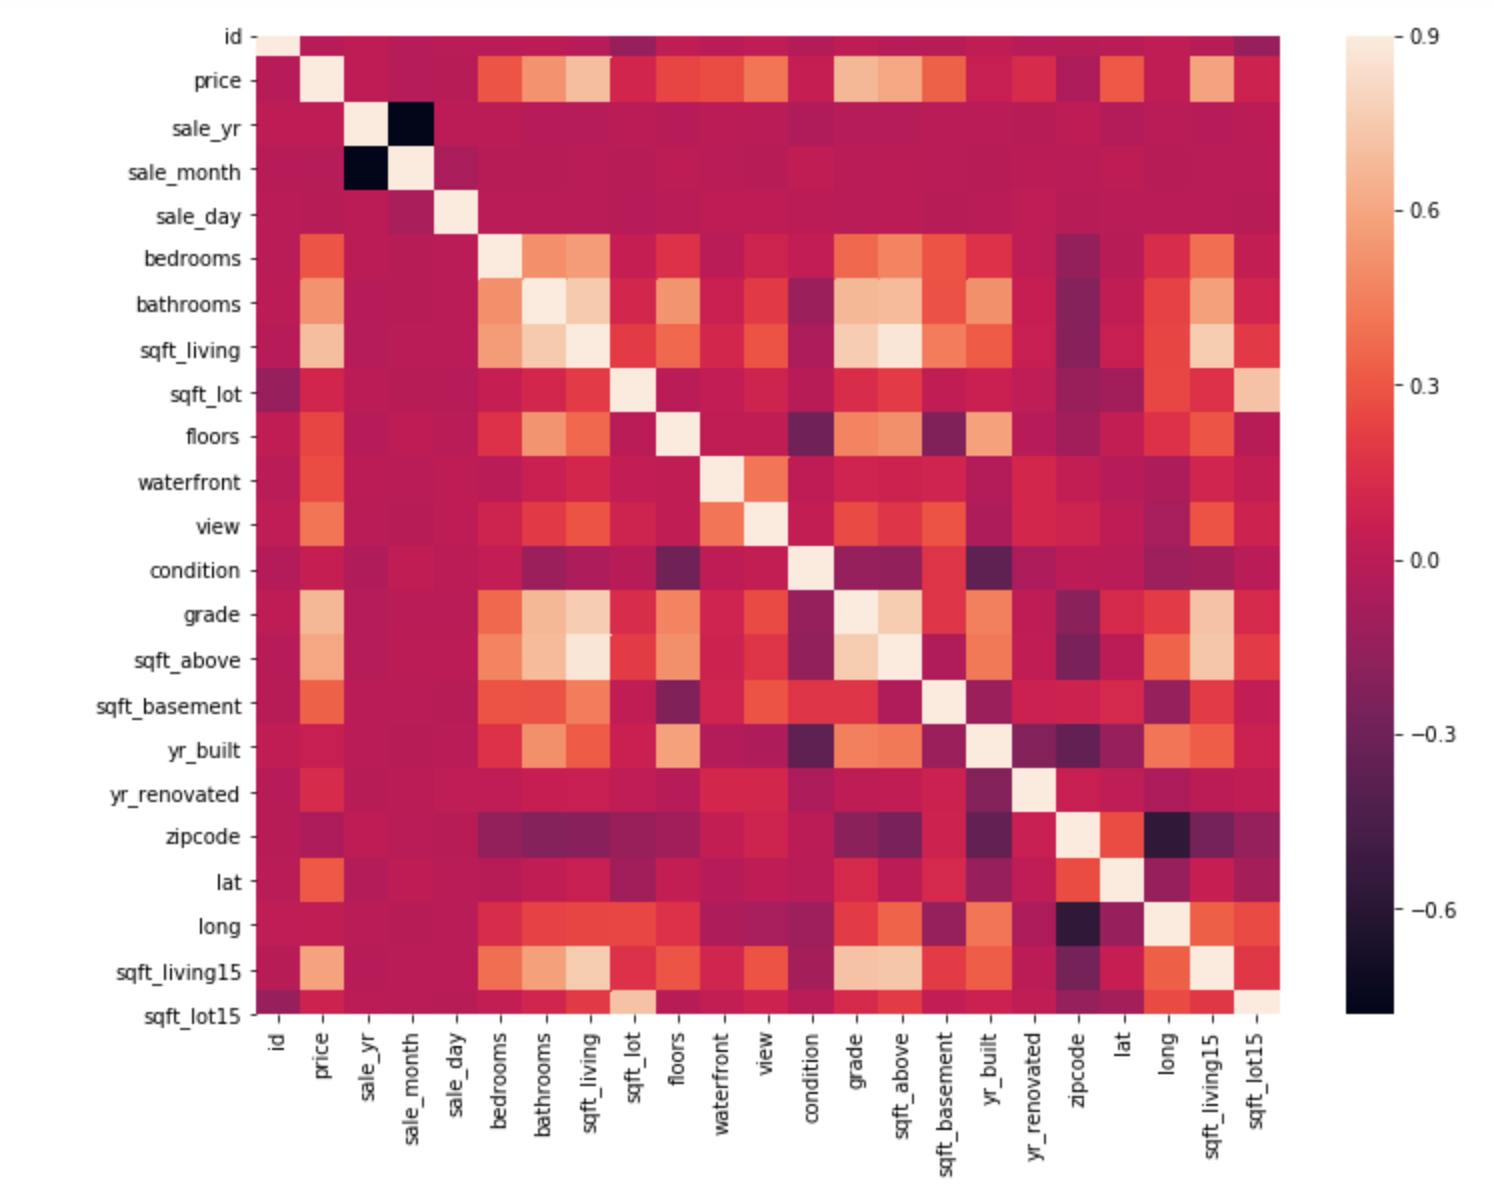 id
price
sale_yr
sale_month
sale_day
bedrooms
bathrooms
sqft_living
sqft_lot
floors
waterfront
view
condition
grade
sqft_above
sqft_basement
yr_built
yr_renovated
zipcode
lat
long
sqft_living15
sqft_lot15
id
price
sale_yr
sale_month
sale_day
bedrooms
bathrooms
sqft_living
sqft_lot
floors
waterfront
view
condition
grade
sqft_above
sqft_basement
yr_built
yr_renovated
zipcode
lat
long
sqft_living15
sqft_lot15
0.9
0.6
0.3
0.0
−0.3
−0.6